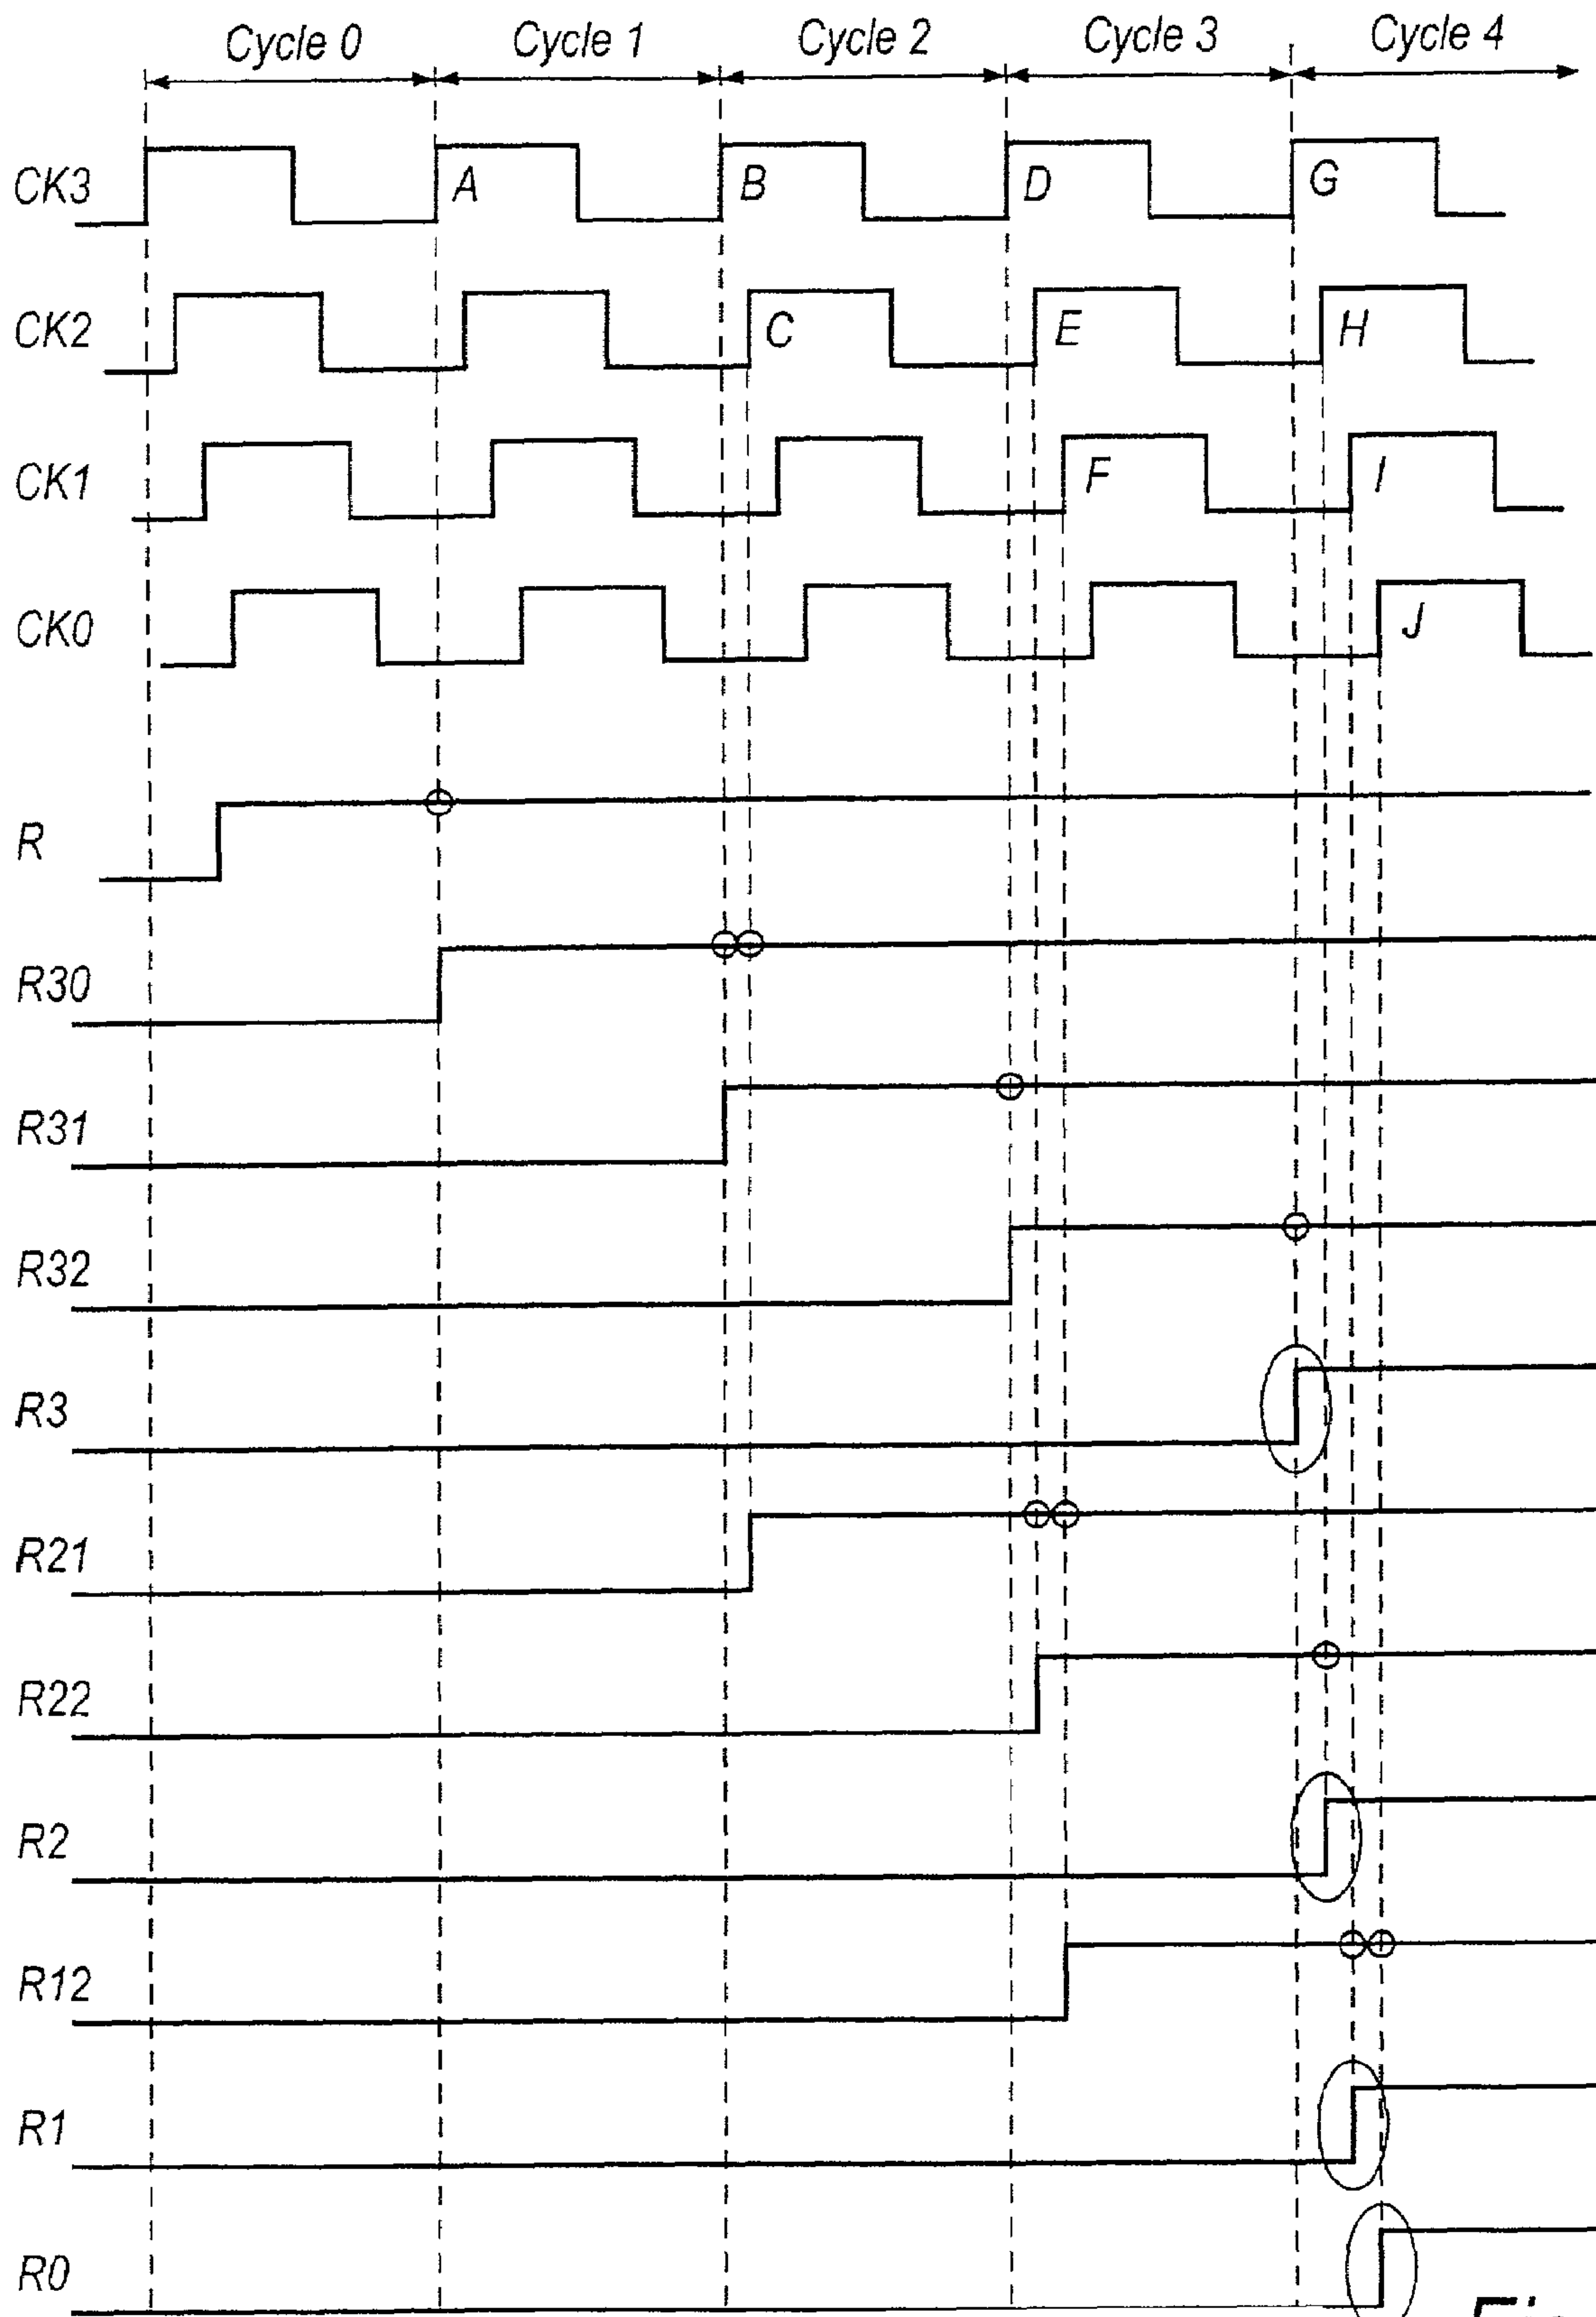 Cycle 0 Cycle 1 Cycle 2 Cycle 3 Cycle 4
CK3 A B D G
CK2 C E H
CK1 F I
CK0 J
R
R30
R31
R32
R3
R21
R22
R2
R12
R1
R0